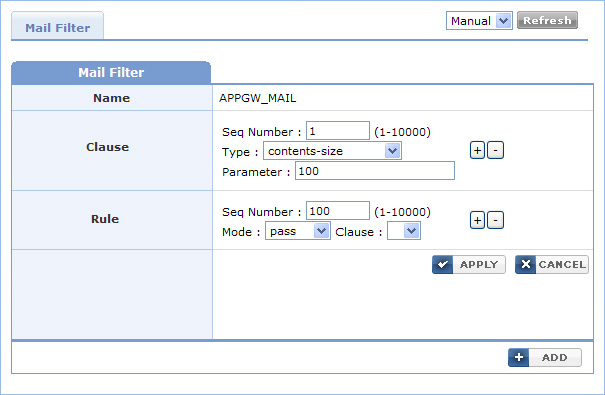 Mail Filter
Manual Refresh
Mail Filter
Name APPGW_MAIL
Clause
Seq Number : 1 (1-10000)
Type : contents-size
Parameter : 100
+ -
Rule
Seq Number : 100 (1-10000)
Mode : pass Clause :
+ -
APPLY CANCEL
ADD